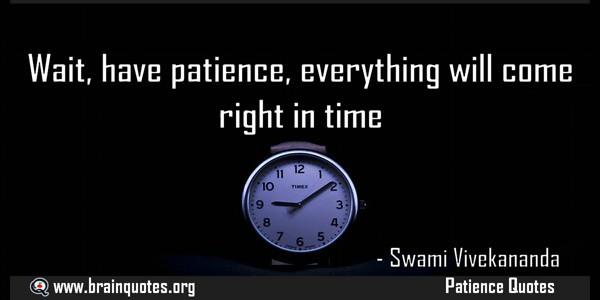 Wait, have patience, everything will come
right in time
12
11 1
10 TIMEX 2
9 3
8 4
7 5
6
- Swami Vivekananda
www.brainquotes.org Patience Quotes